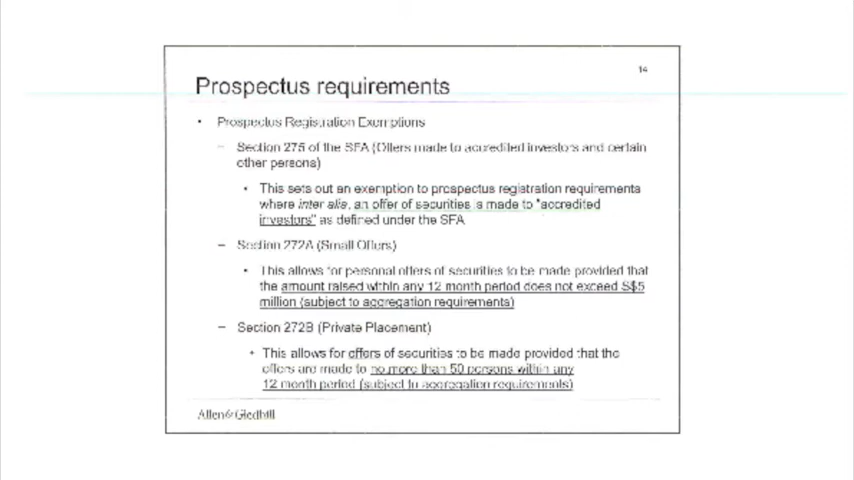 14
Prospectus requirements
• Prospectus Registration Exemptions
– Section 275 of the SFA (Offers made to accredited investors and certain
other persons)
• This sets out an exemption to prospectus registration requirements
where inter alia, an offer of securities is made to "accredited
investors" as defined under the SFA
– Section 272A (Small Offers)
• This allows for personal offers of securities to be made provided that
the amount raised within any 12 month period does not exceed S$5
million (subject to aggregation requirements)
– Section 272B (Private Placement)
• This allows for offers of securities to be made provided that the
offers are made to no more than 50 persons within any
12 month period (subject to aggregation requirements)
Allen&Gledhill